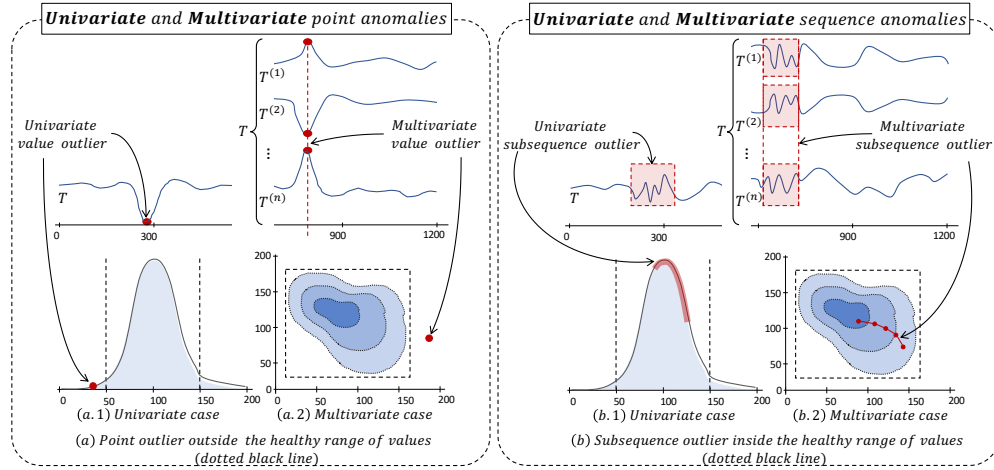 Univariate and Multivariate point anomalies
T
T(1)
T(2)
...
T(n)
Univariate
value outlier
Multivariate
value outlier
T
0
300
600
900
1200
0
50
100
150
200
200
150
100
50
0
0
50
100
150
200
(a.1) Univariate case
(a.2) Multivariate case
(a) Point outlier outside the healthy range of values
(dotted black line)
Univariate and Multivariate sequence anomalies
T
T(1)
T(2)
...
T(n)
Univariate
subsequence outlier
Multivariate
subsequence outlier
T
0
300
600
900
1200
0
50
100
150
200
200
150
100
50
0
0
50
100
150
200
(b.1) Univariate case
(b.2) Multivariate case
(b) Subsequence outlier inside the healthy range of values
(dotted black line)